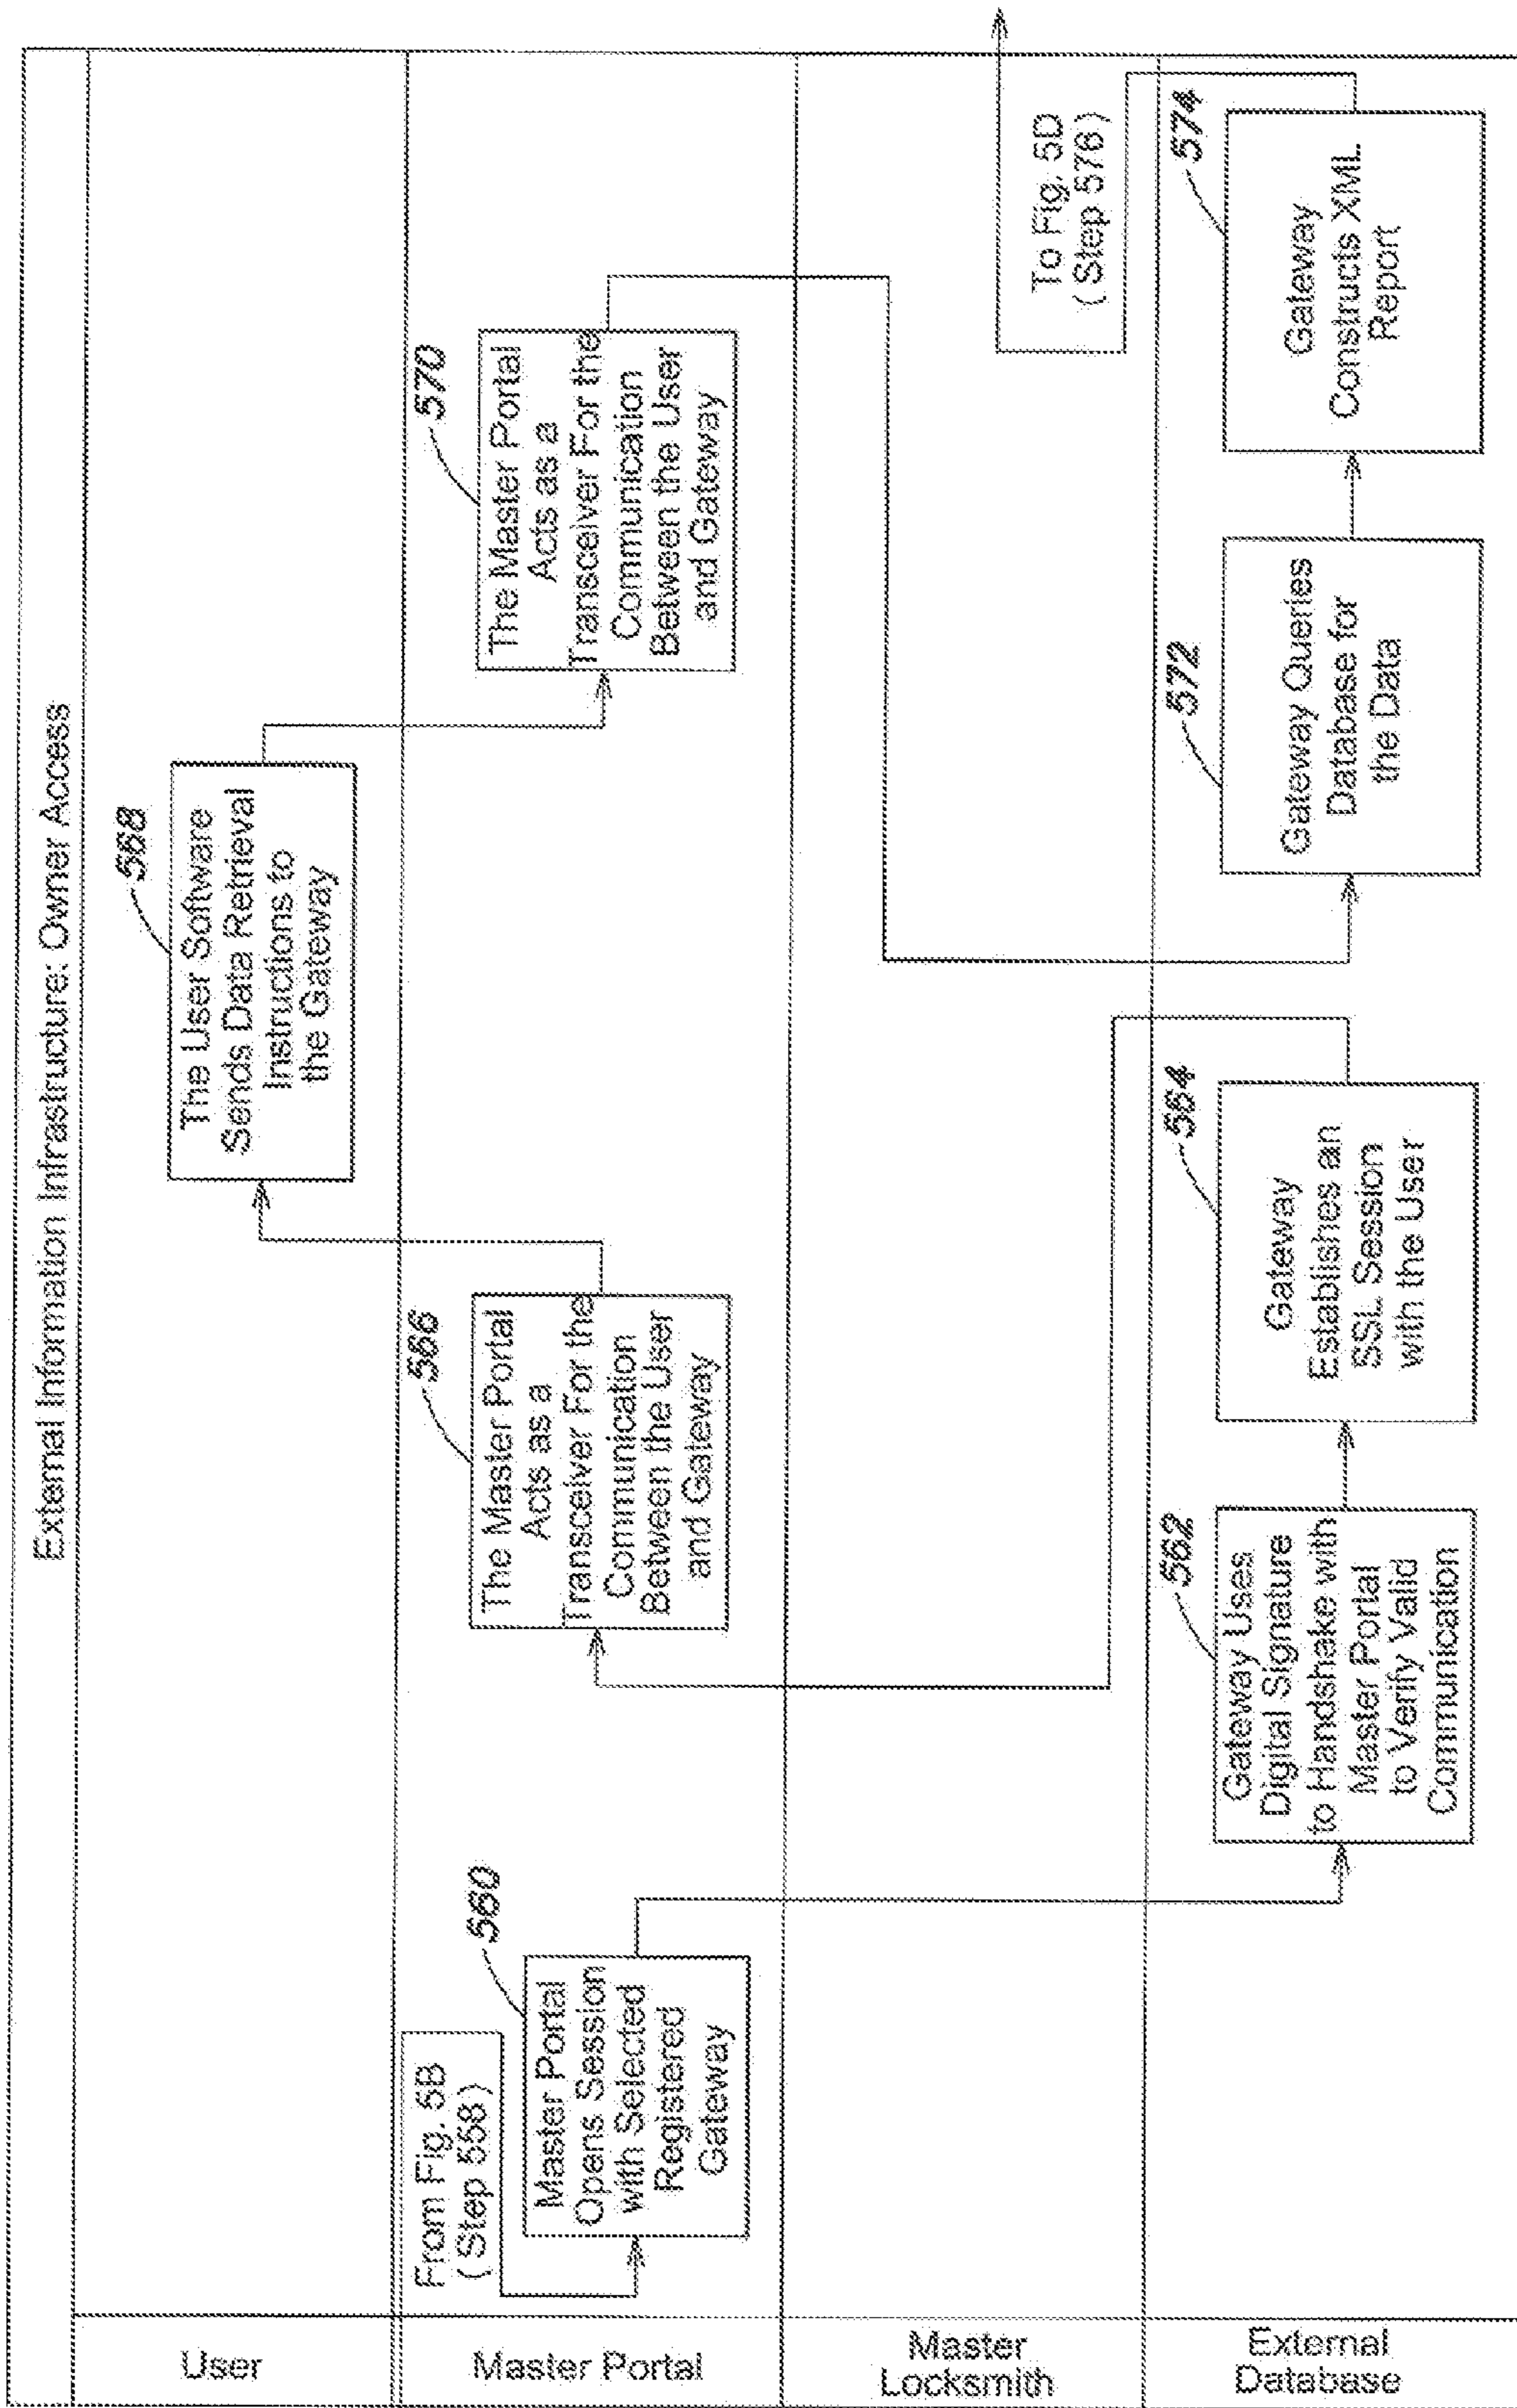 External Information Infrastructure: Owner Access
User
568
The User Software
Sends Data Retrieval
Instructions to
the Gateway
Master Portal
From Fig. 5B
(Step 558)
560
Master Portal
Opens Session
with Selected
Registered
Gateway
566
The Master Portal
Acts as a
Transceiver For the
Communication
Between the User
and Gateway
570
The Master Portal
Acts as a
Transceiver For the
Communication
Between the User
and Gateway
Master
Locksmith
To Fig. 5D
(Step 576)
External
Database
562
Gateway Uses
Digital Signature
to Handshake with
Master Portal
to Verify Valid
Communication
564
Gateway
Establishes an
SSL Session
with the User
572
Gateway Queries
Database for
the Data
574
Gateway
Constructs XML
Report